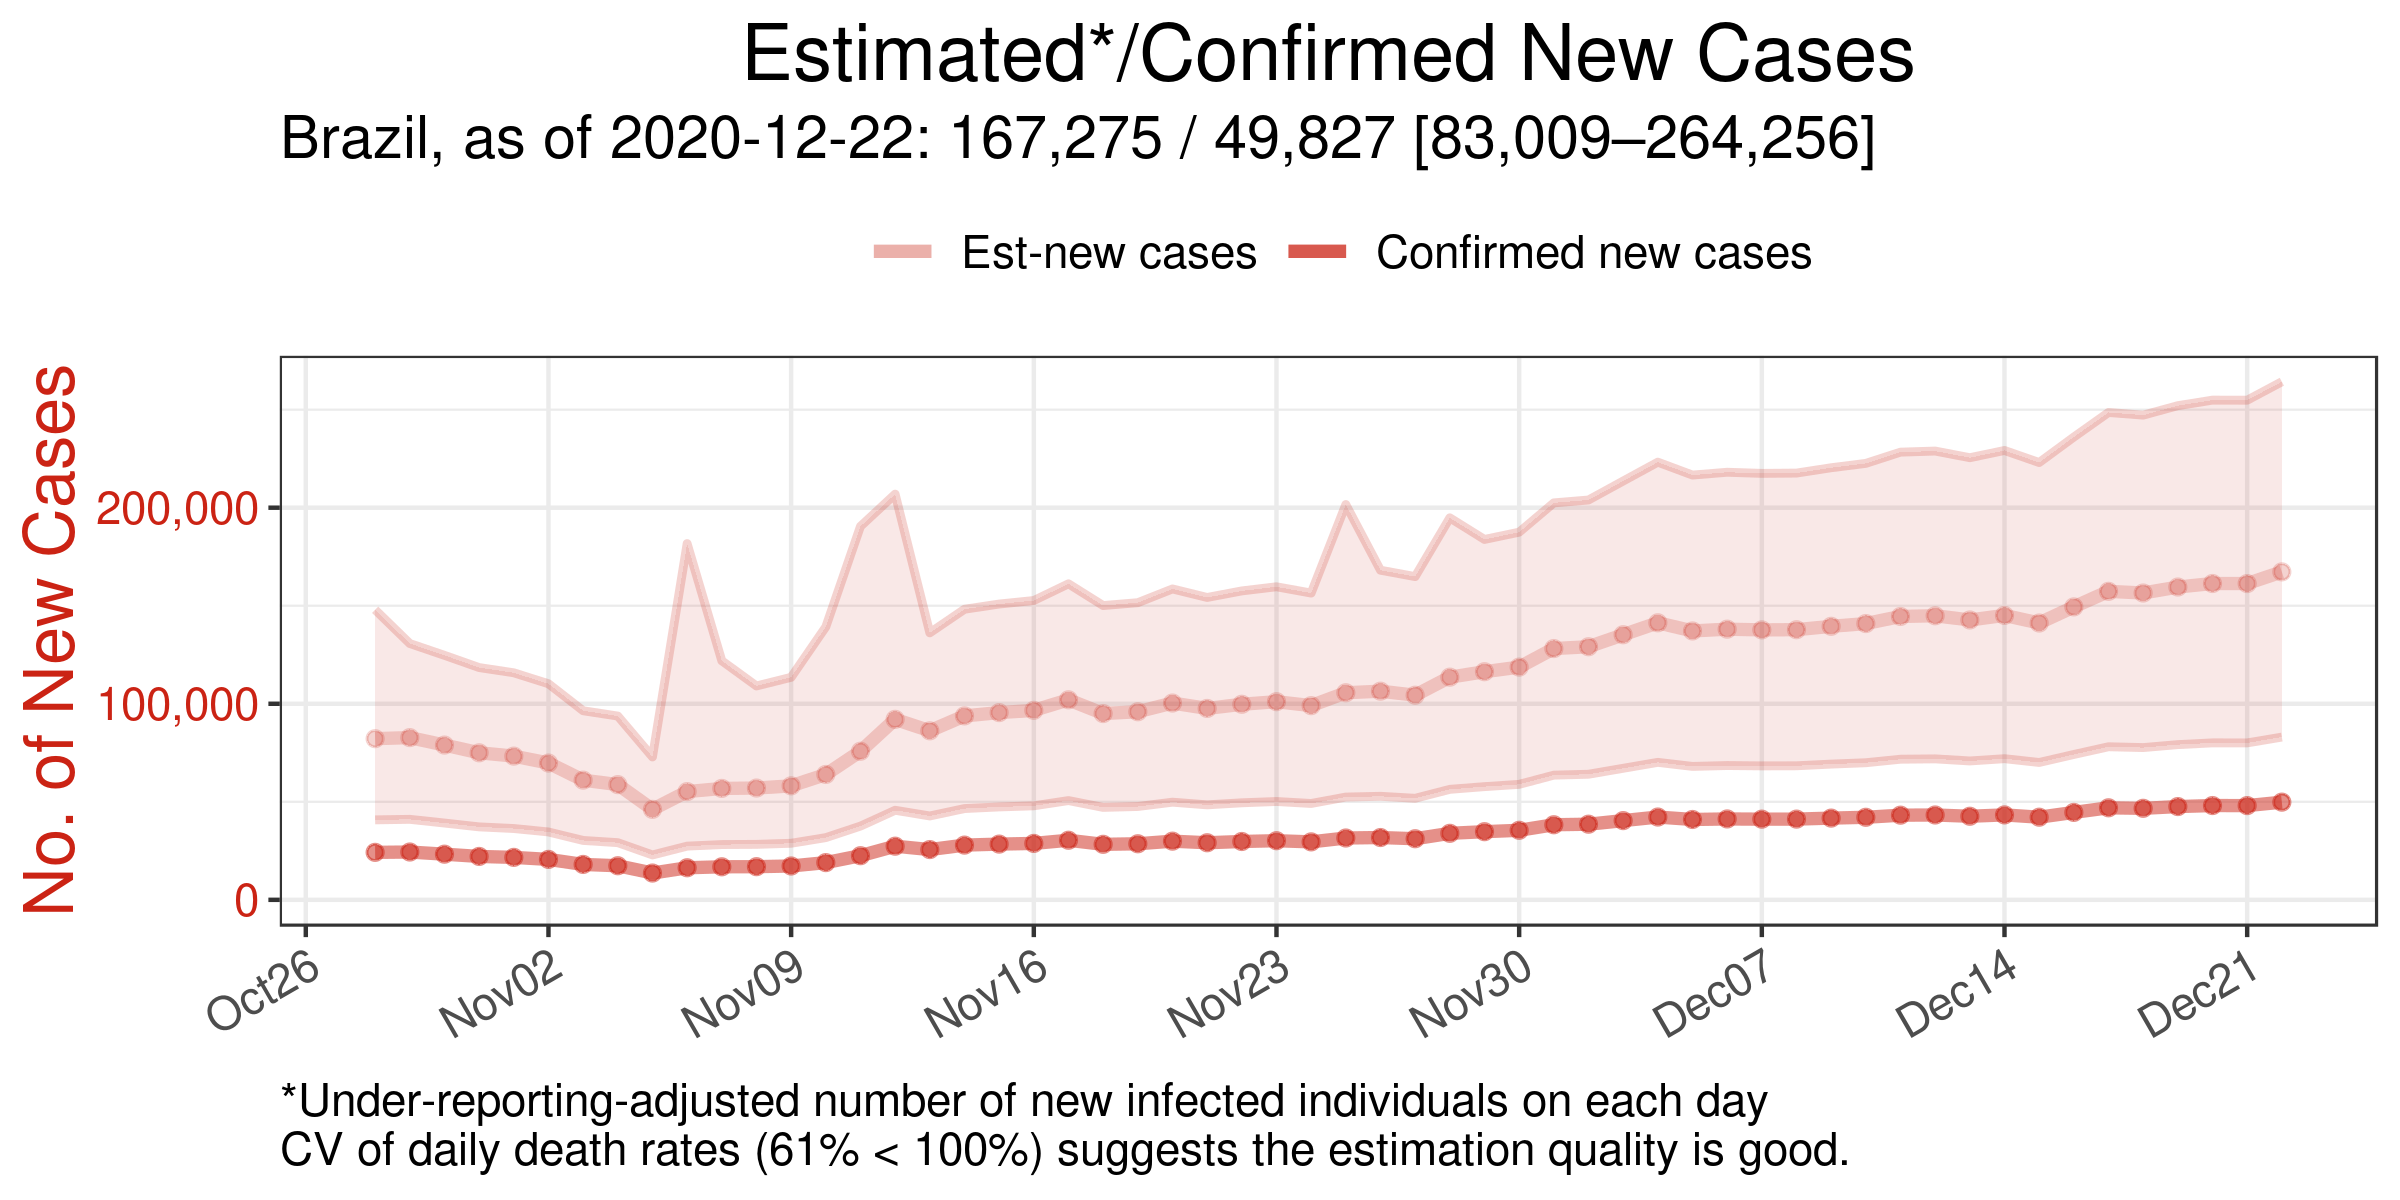 Estimated*/Confirmed New Cases
Brazil, as of 2020-12-22: 167,275 / 49,827 [83,009–264,256]
Est-new cases
Confirmed new cases
No. of New Cases
200,000
100,000
0
Oct26
Nov02
Nov09
Nov16
Nov23
Nov30
Dec07
Dec14
Dec21
*Under-reporting-adjusted number of new infected individuals on each day
CV of daily death rates (61% < 100%) suggests the estimation quality is good.